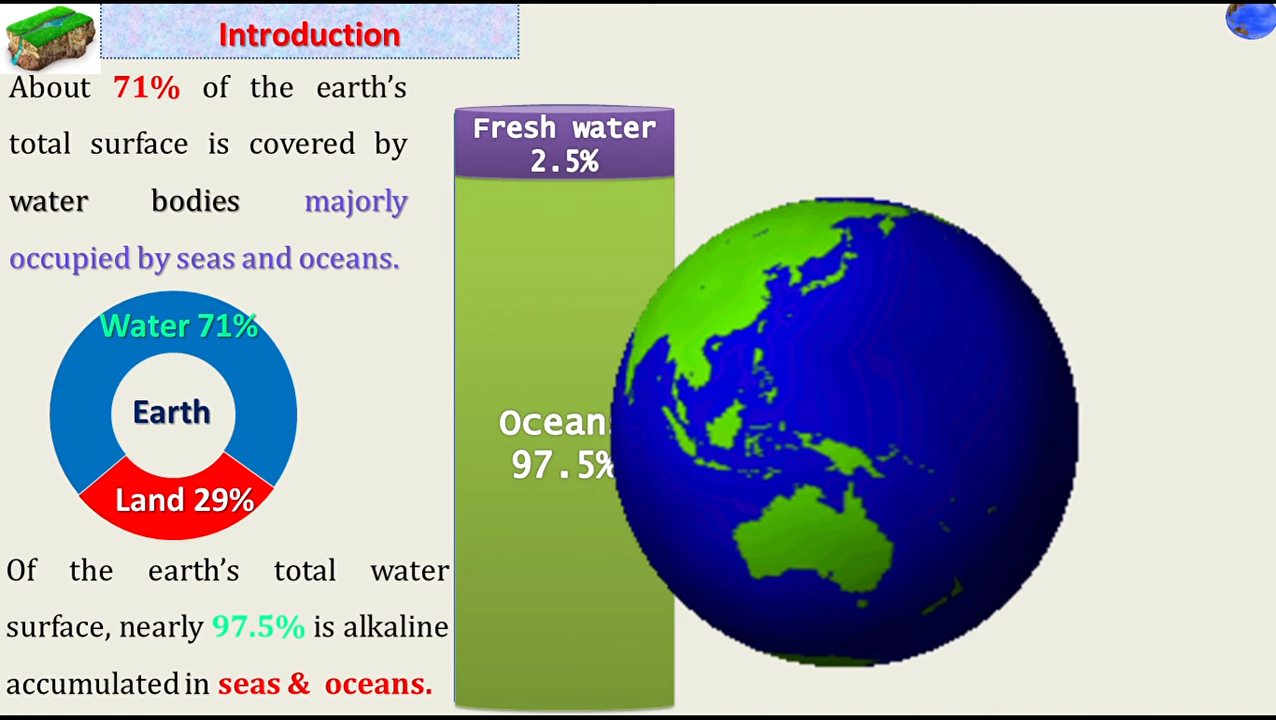 Introduction
About 71% of the earth's
total surface is covered by
water bodies majorly
occupied by seas and oceans.
Water 71%
Earth
Land 29%
Of the earth's total water
surface, nearly 97.5% is alkaline
accumulated in seas & oceans.
Fresh water
2.5%
Ocean
97.5%